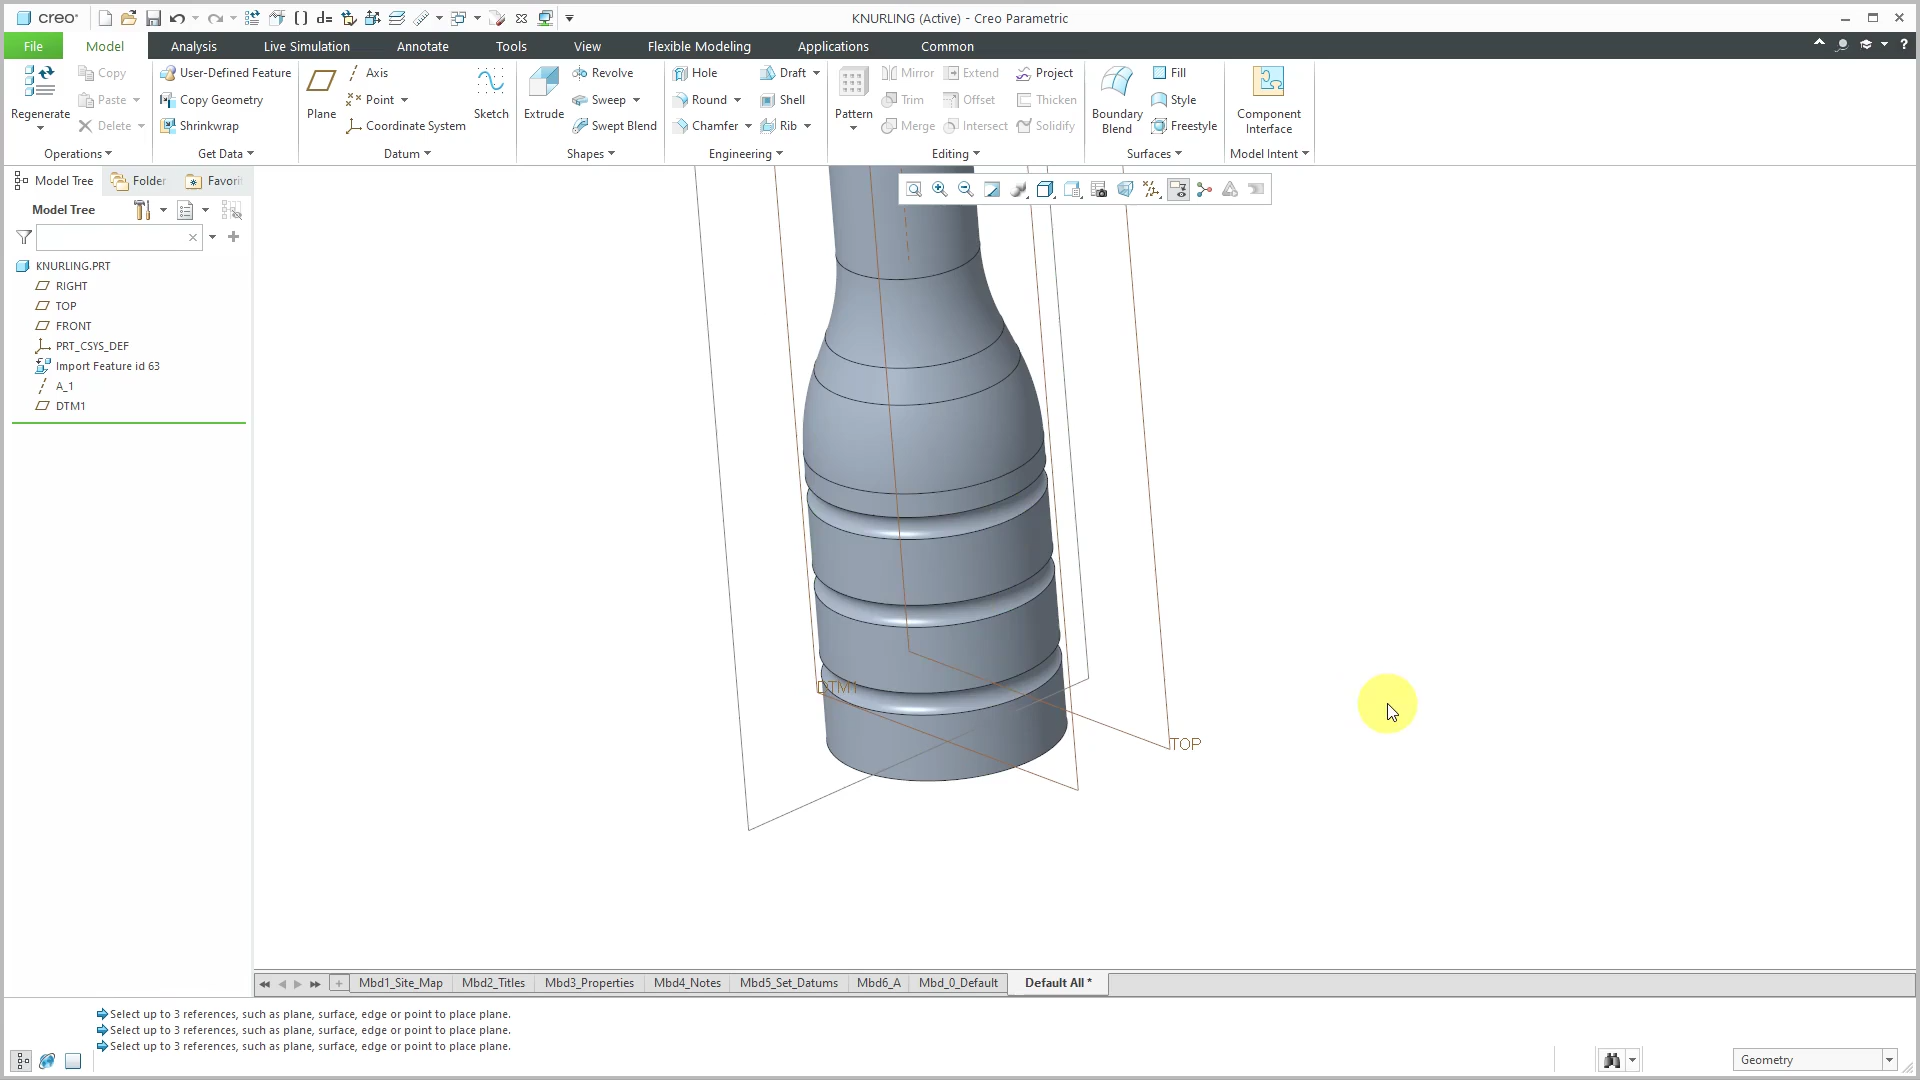 creo
d=
KNURLING (Active) - Creo Parametric
File Model Analysis Live Simulation Annotate Tools View Flexible Modeling Applications Common
?
Regenerate
Copy
Paste
Delete
Operations
User-Defined Feature
Copy Geometry
Shrinkwrap
Get Data
Plane
Axis
Point
Coordinate System
Sketch
Datum
Extrude
Revolve
Sweep
Swept Blend
Shapes
Hole
Round
Chamfer
Draft
Shell
Rib
Engineering
Pattern
Mirror
Trim
Merge
Extend
Offset
Intersect
Project
Thicken
Solidify
Editing
Boundary
Blend
Fill
Style
Freestyle
Surfaces
Component
Interface
Model Intent
Model Tree Folder Favori
Model Tree
KNURLING.PRT
RIGHT
TOP
FRONT
PRT_CSYS_DEF
Import Feature id 63
A_1
DTM1
DTM1
TOP
Mbd1_Site_Map Mbd2_Titles Mbd3_Properties Mbd4_Notes Mbd5_Set_Datums Mbd6_A Mbd_0_Default Default All *
Select up to 3 references, such as plane, surface, edge or point to place plane.
Select up to 3 references, such as plane, surface, edge or point to place plane.
Select up to 3 references, such as plane, surface, edge or point to place plane.
Geometry